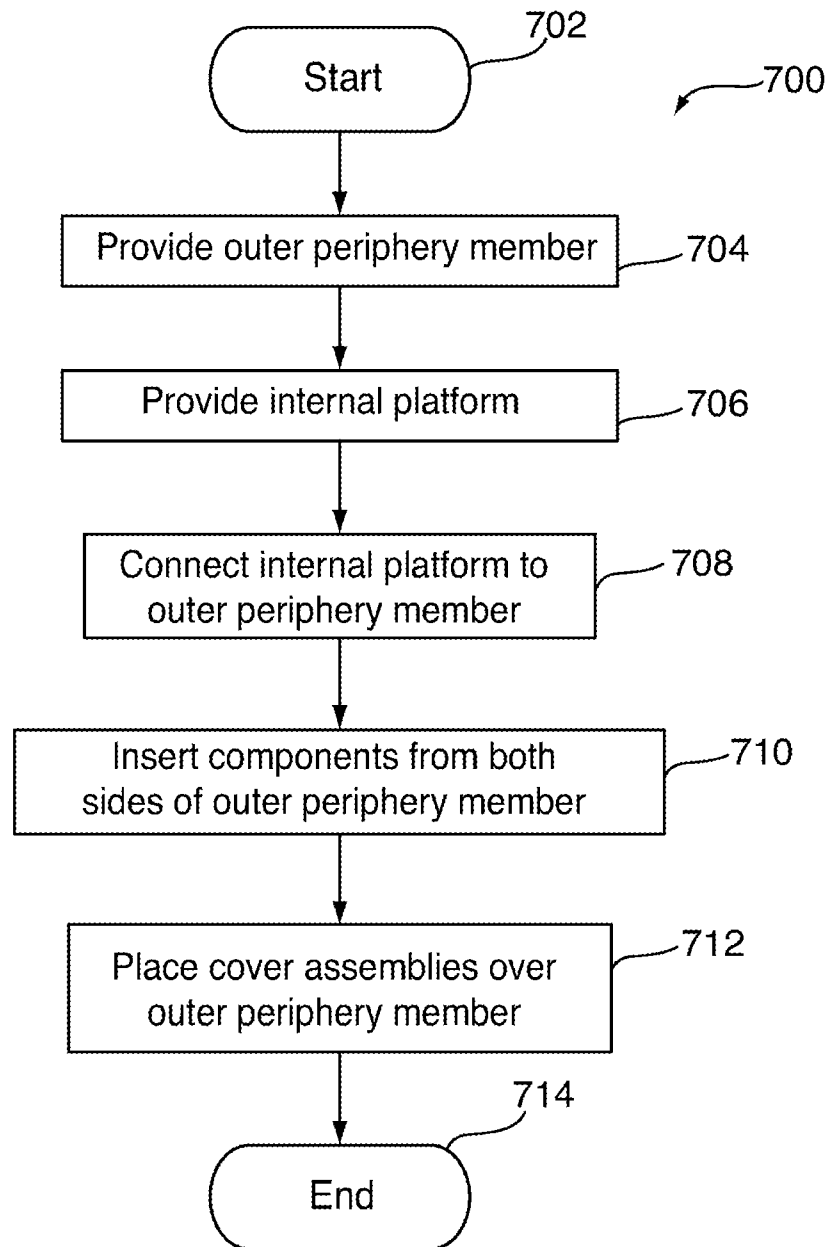 702
Start
700
Provide outer periphery member
704
Provide internal platform
706
Connect internal platform to
outer periphery member
708
Insert components from both
sides of outer periphery member
710
Place cover assemblies over
outer periphery member
712
714
End